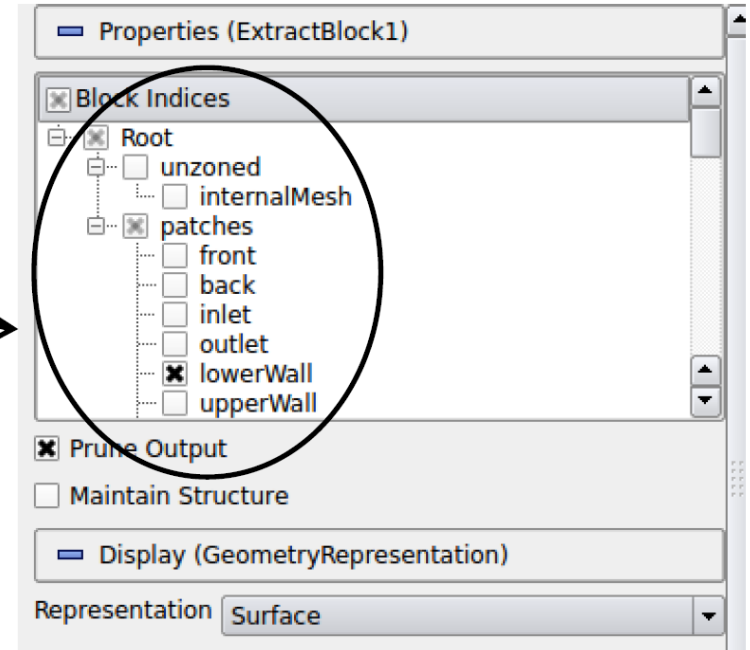 Properties (ExtractBlock1)
Block Indices
Root
unzoned
internalMesh
patches
front
back
inlet
outlet
lowerWall
upperWall
Prune Output
Maintain Structure
Display (GeometryRepresentation)
Representation Surface